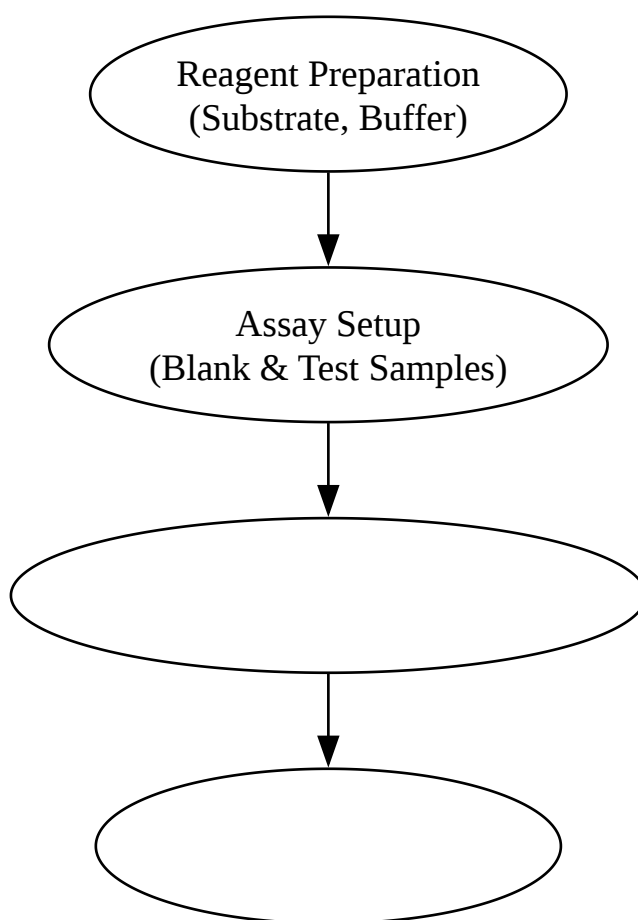 Reagent Preparation
(Substrate, Buffer)
Assay Setup
(Blank & Test Samples)